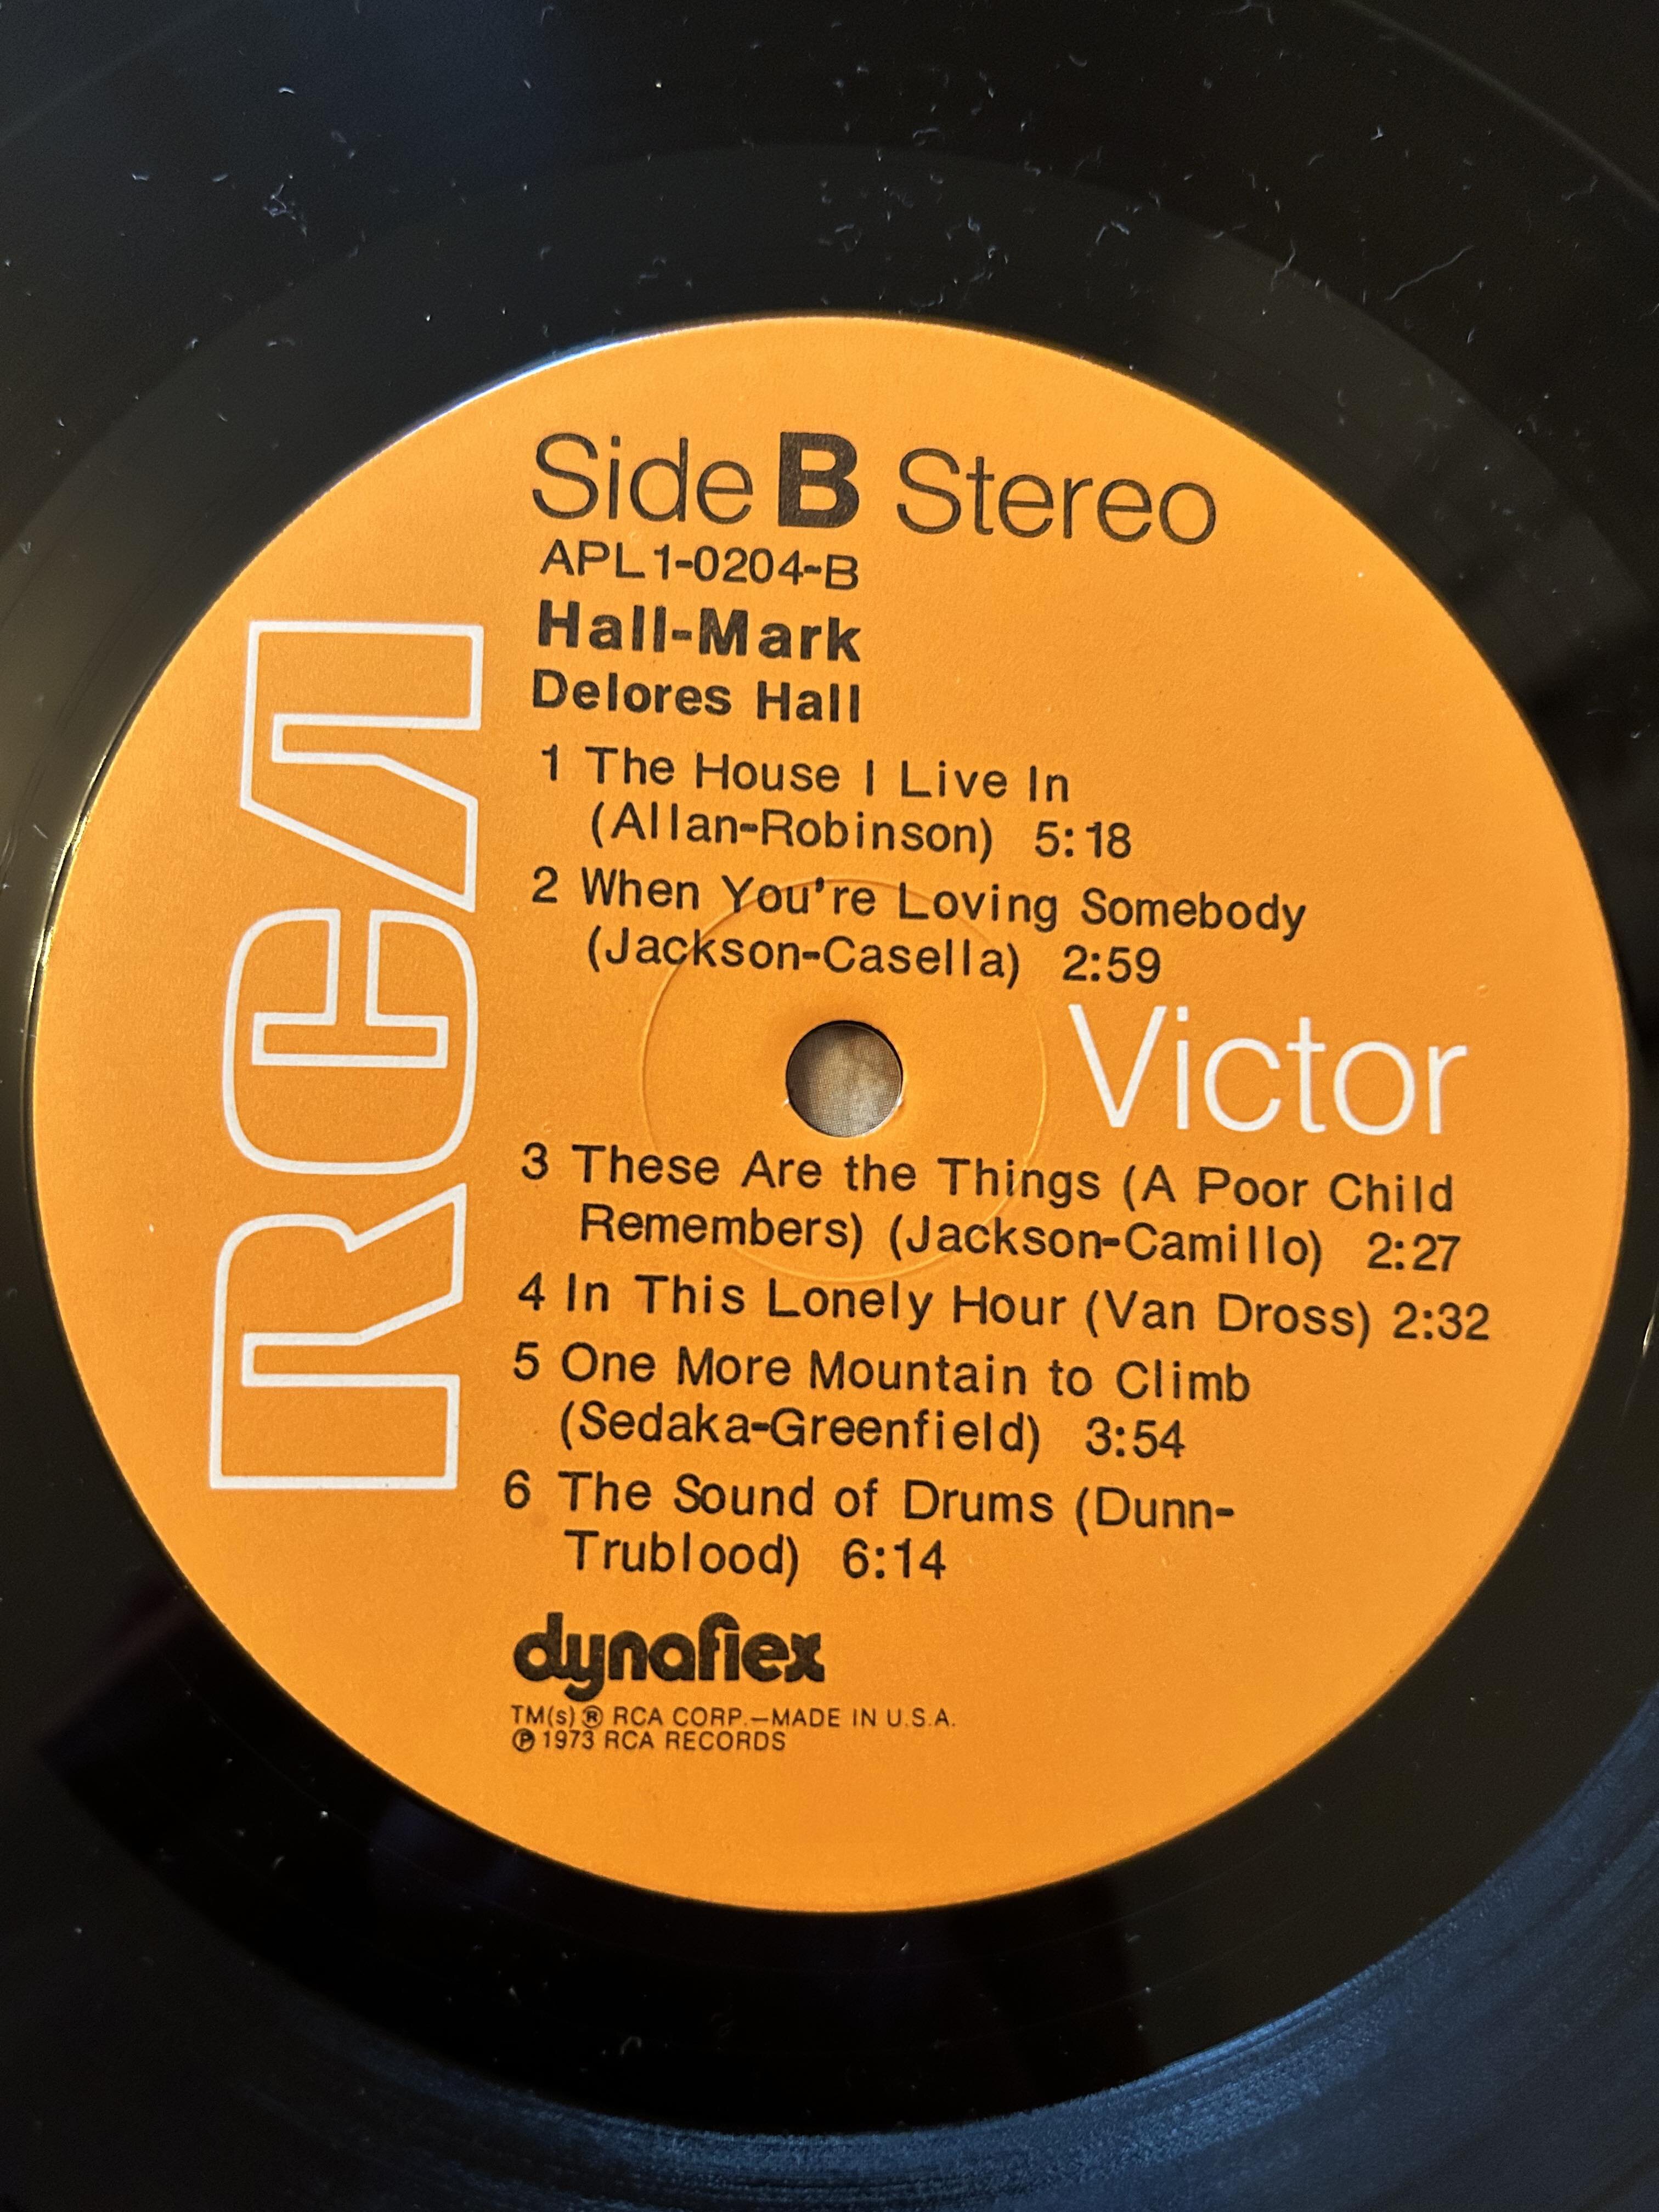 Side B Stereo
APL1-0204-B
Hall-Mark
Delores Hall
1 The House I Live In
(Allan-Robinson) 5:18
2 When You're Loving Somebody
(Jackson-Casella) 2:59
RCA
Victor
3 These Are the Things (A Poor Child
Remembers) (Jackson-Camillo) 2:27
4 In This Lonely Hour (Van Dross) 2:32
5 One More Mountain to Climb
(Sedaka-Greenfield) 3:54
6 The Sound of Drums (Dunn-
Trublood) 6:14
dynaflex
TM(s) ® RCA CORP.—MADE IN U.S.A.
℗ 1973 RCA RECORDS